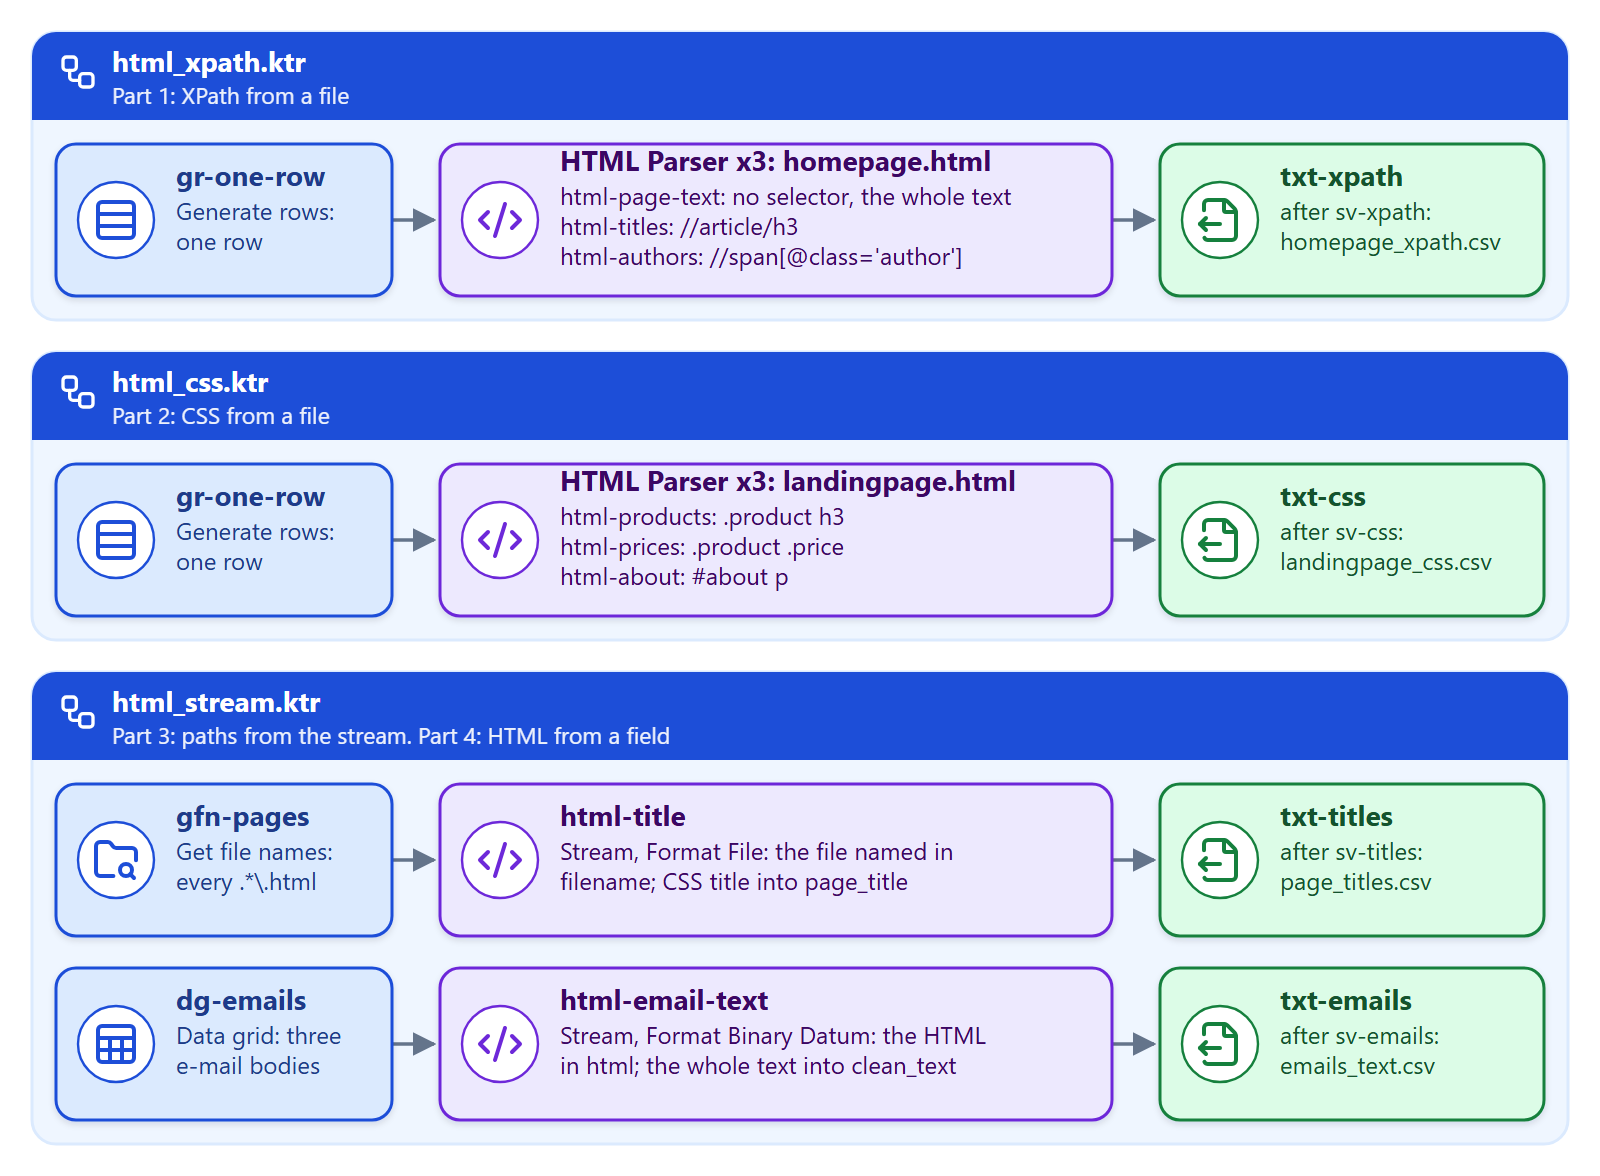 html_xpath.ktr
Part 1: XPath from a file
gr-one-row
Generate rows:
one row
HTML Parser x3: homepage.html
html-page-text: no selector, the whole text
html-titles: //article/h3
html-authors: //span[@class='author']
txt-xpath
after sv-xpath:
homepage_xpath.csv
html_css.ktr
Part 2: CSS from a file
gr-one-row
Generate rows:
one row
HTML Parser x3: landingpage.html
html-products: .product h3
html-prices: .product .price
html-about: #about p
txt-css
after sv-css:
landingpage_css.csv
html_stream.ktr
Part 3: paths from the stream. Part 4: HTML from a field
gfn-pages
Get file names:
every .*\.html
html-title
Stream, Format File: the file named in
filename; CSS title into page_title
txt-titles
after sv-titles:
page_titles.csv
dg-emails
Data grid: three
e-mail bodies
html-email-text
Stream, Format Binary Datum: the HTML
in html; the whole text into clean_text
txt-emails
after sv-emails:
emails_text.csv